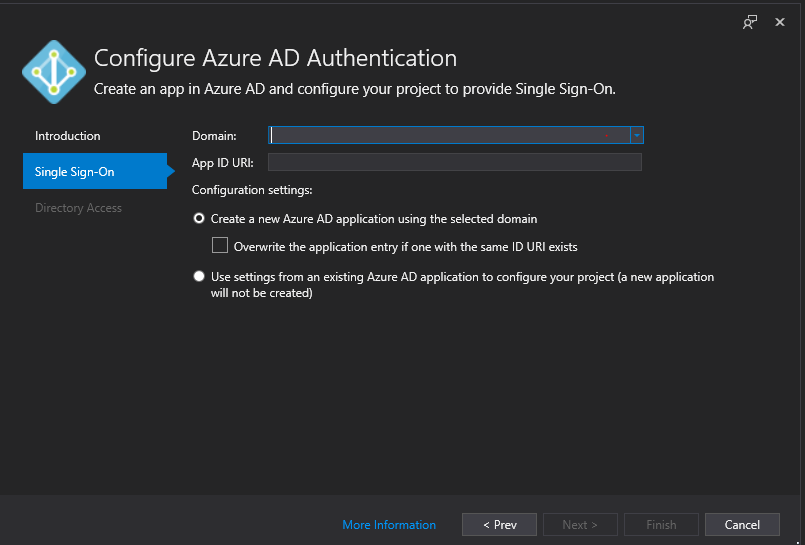 Configure Azure AD Authentication
Create an app in Azure AD and configure your project to provide Single Sign-On.
Introduction
Single Sign-On
Directory Access
Domain:
App ID URI:
Configuration settings:
Create a new Azure AD application using the selected domain
Overwrite the application entry if one with the same ID URI exists
Use settings from an existing Azure AD application to configure your project (a new application
will not be created)
More Information
< Prev
Next >
Finish
Cancel